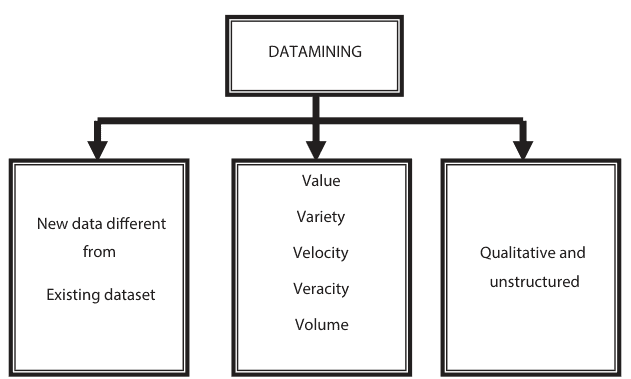 DATAMINING
New data different
from
Existing dataset
Value
Variety
Velocity
Veracity
Volume
Qualitative and
unstructured